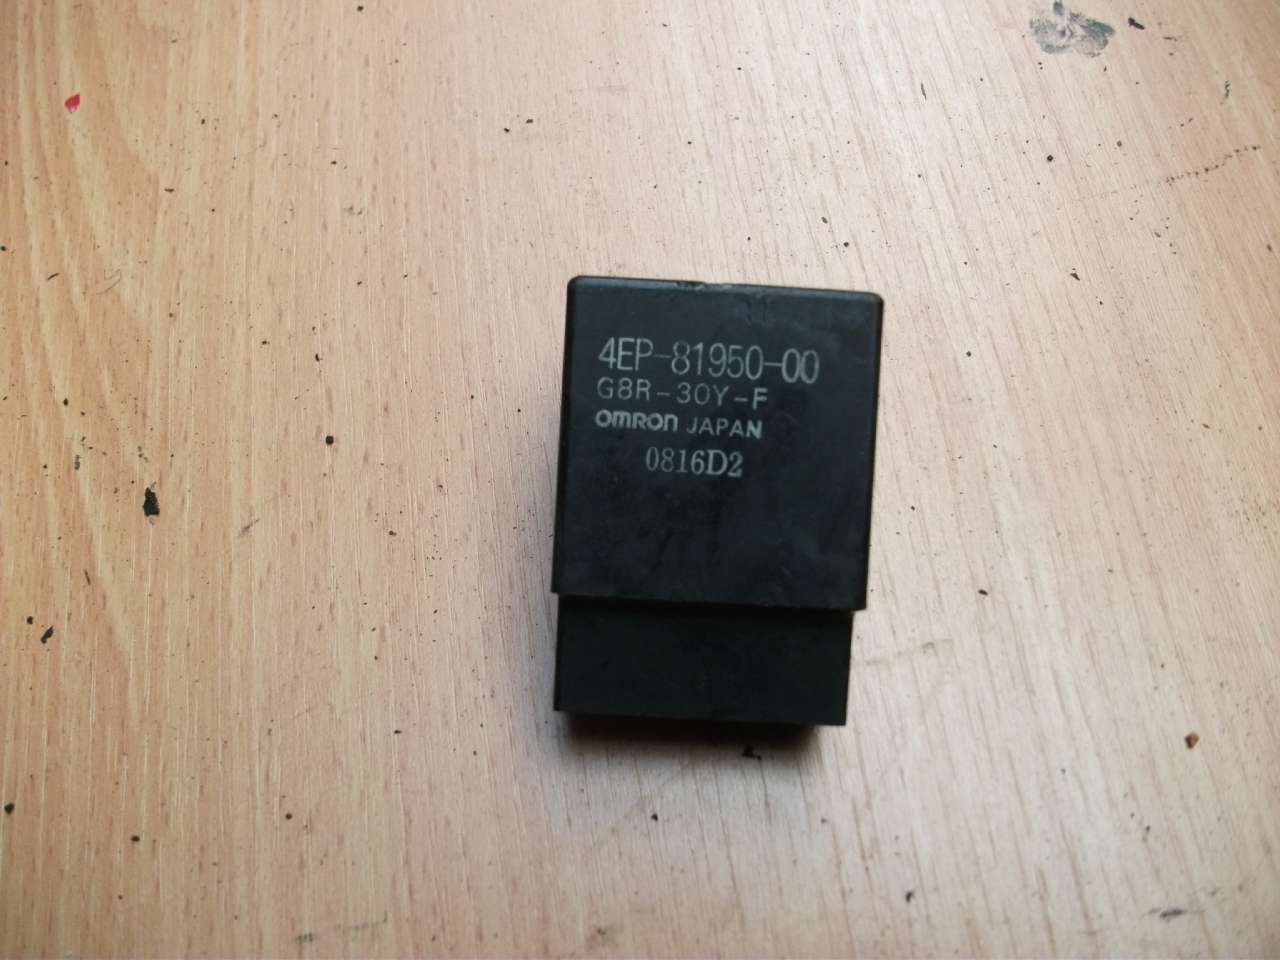 4EP-81950-00
G8R-30Y-F
omron JAPAN
0816D2